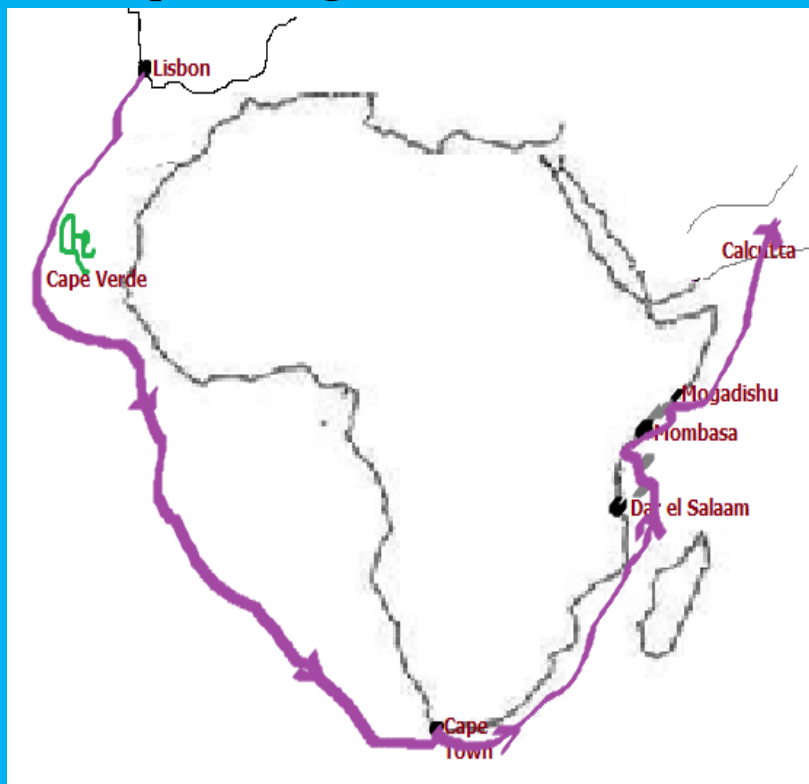 Lisbon
Cape Verde
Calcutta
Mogadishu
Mombasa
Dar el Salaam
Cape
Town